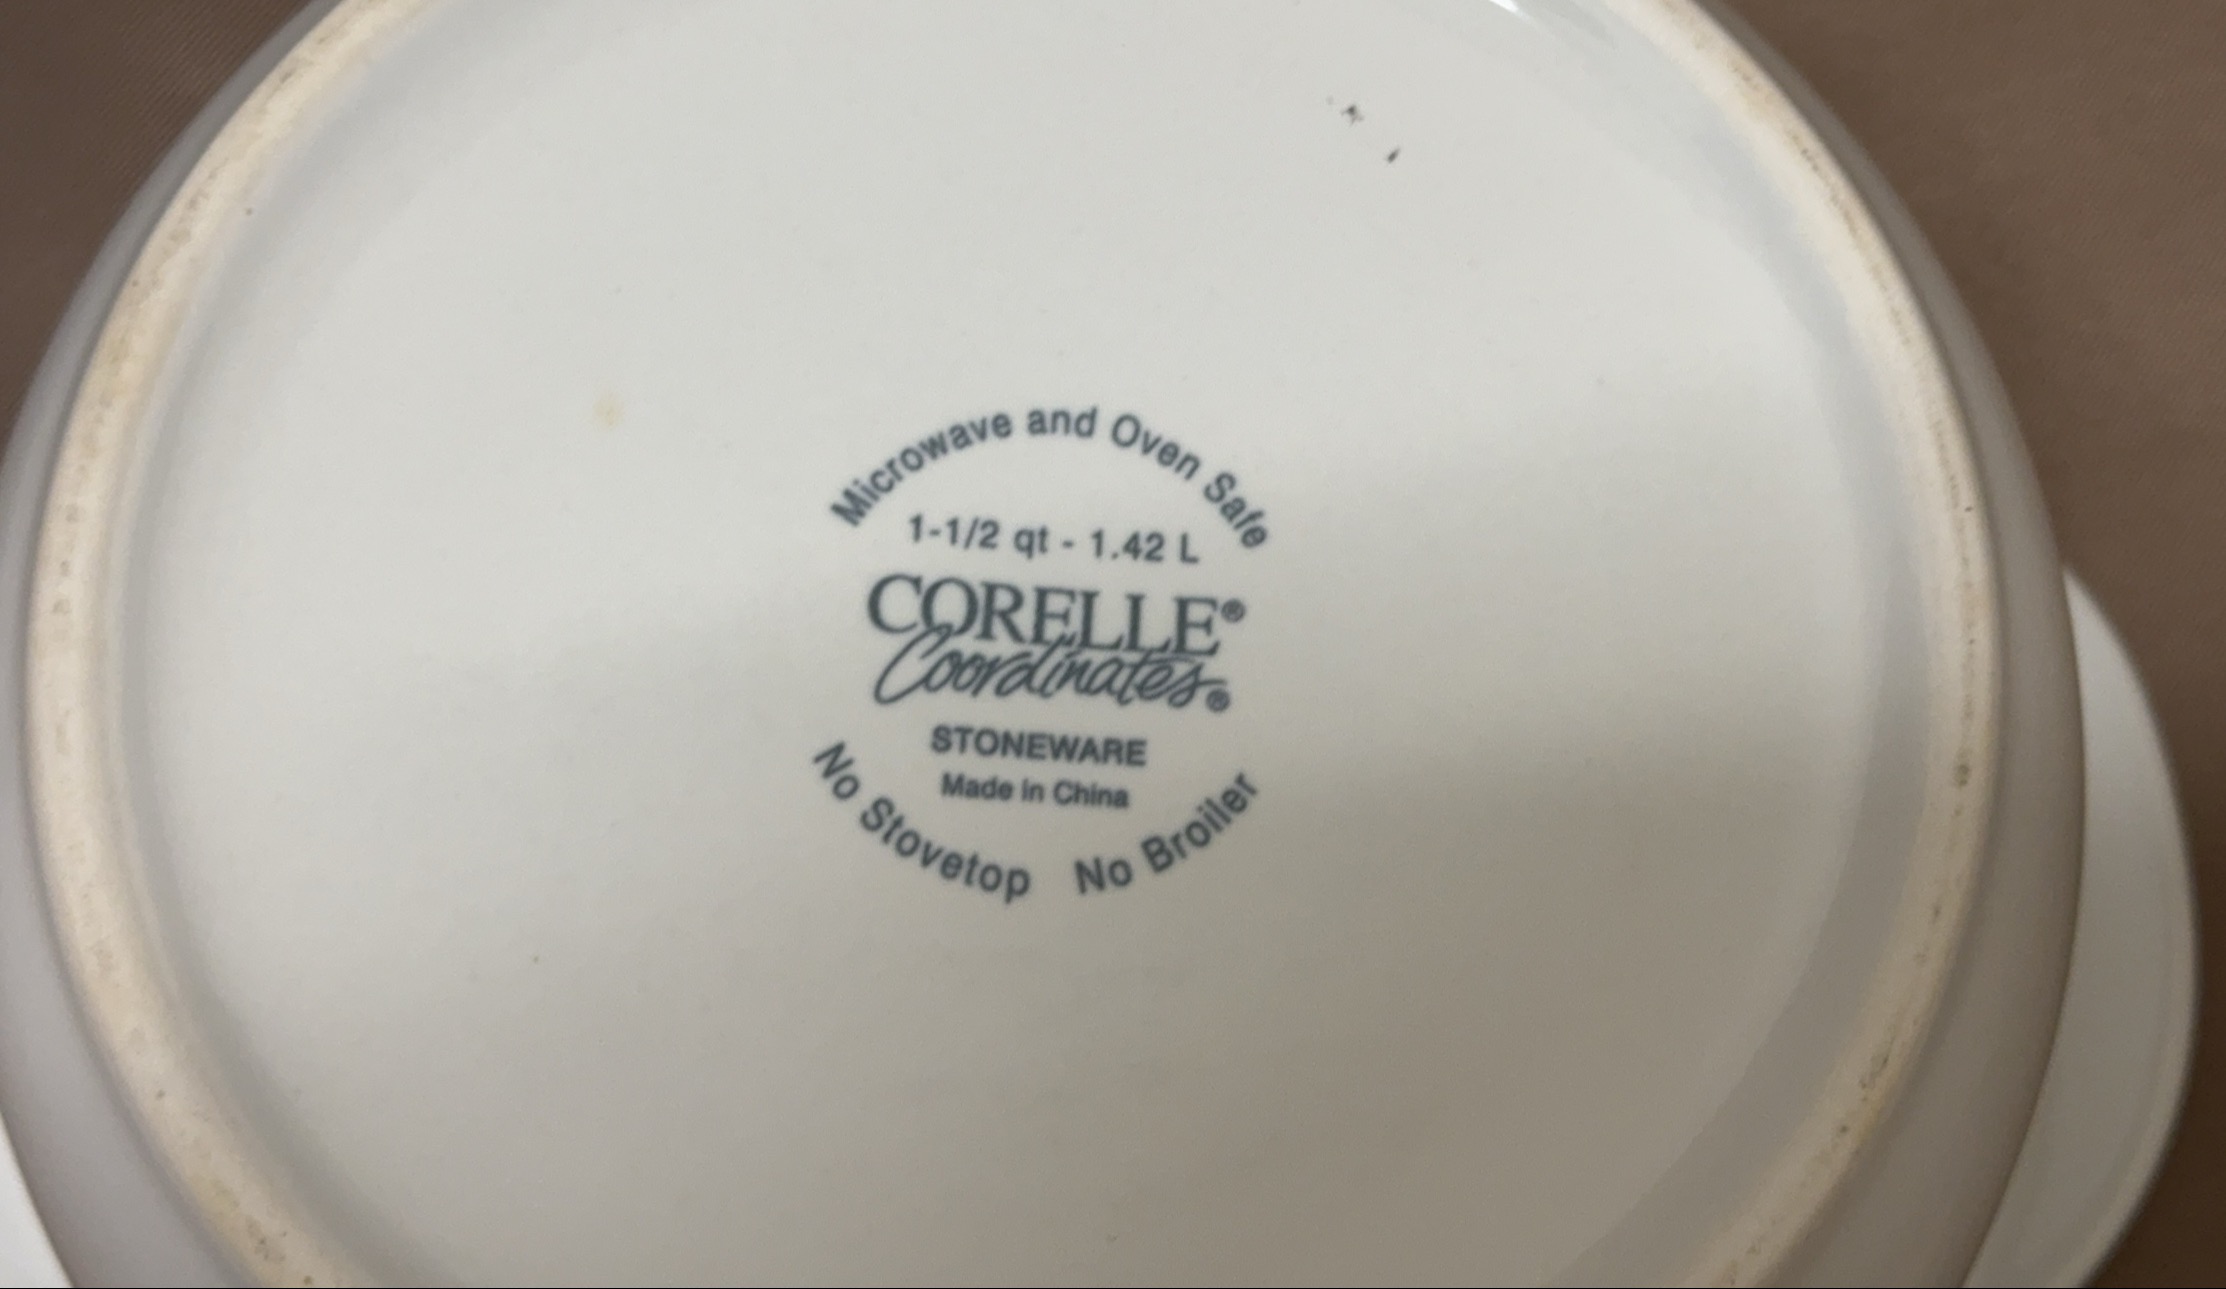 Microwave and Oven Safe
1-1/2 qt - 1.42 L
CORELLE®
Coordinates®
STONEWARE
Made in China
No Stovetop No Broiler